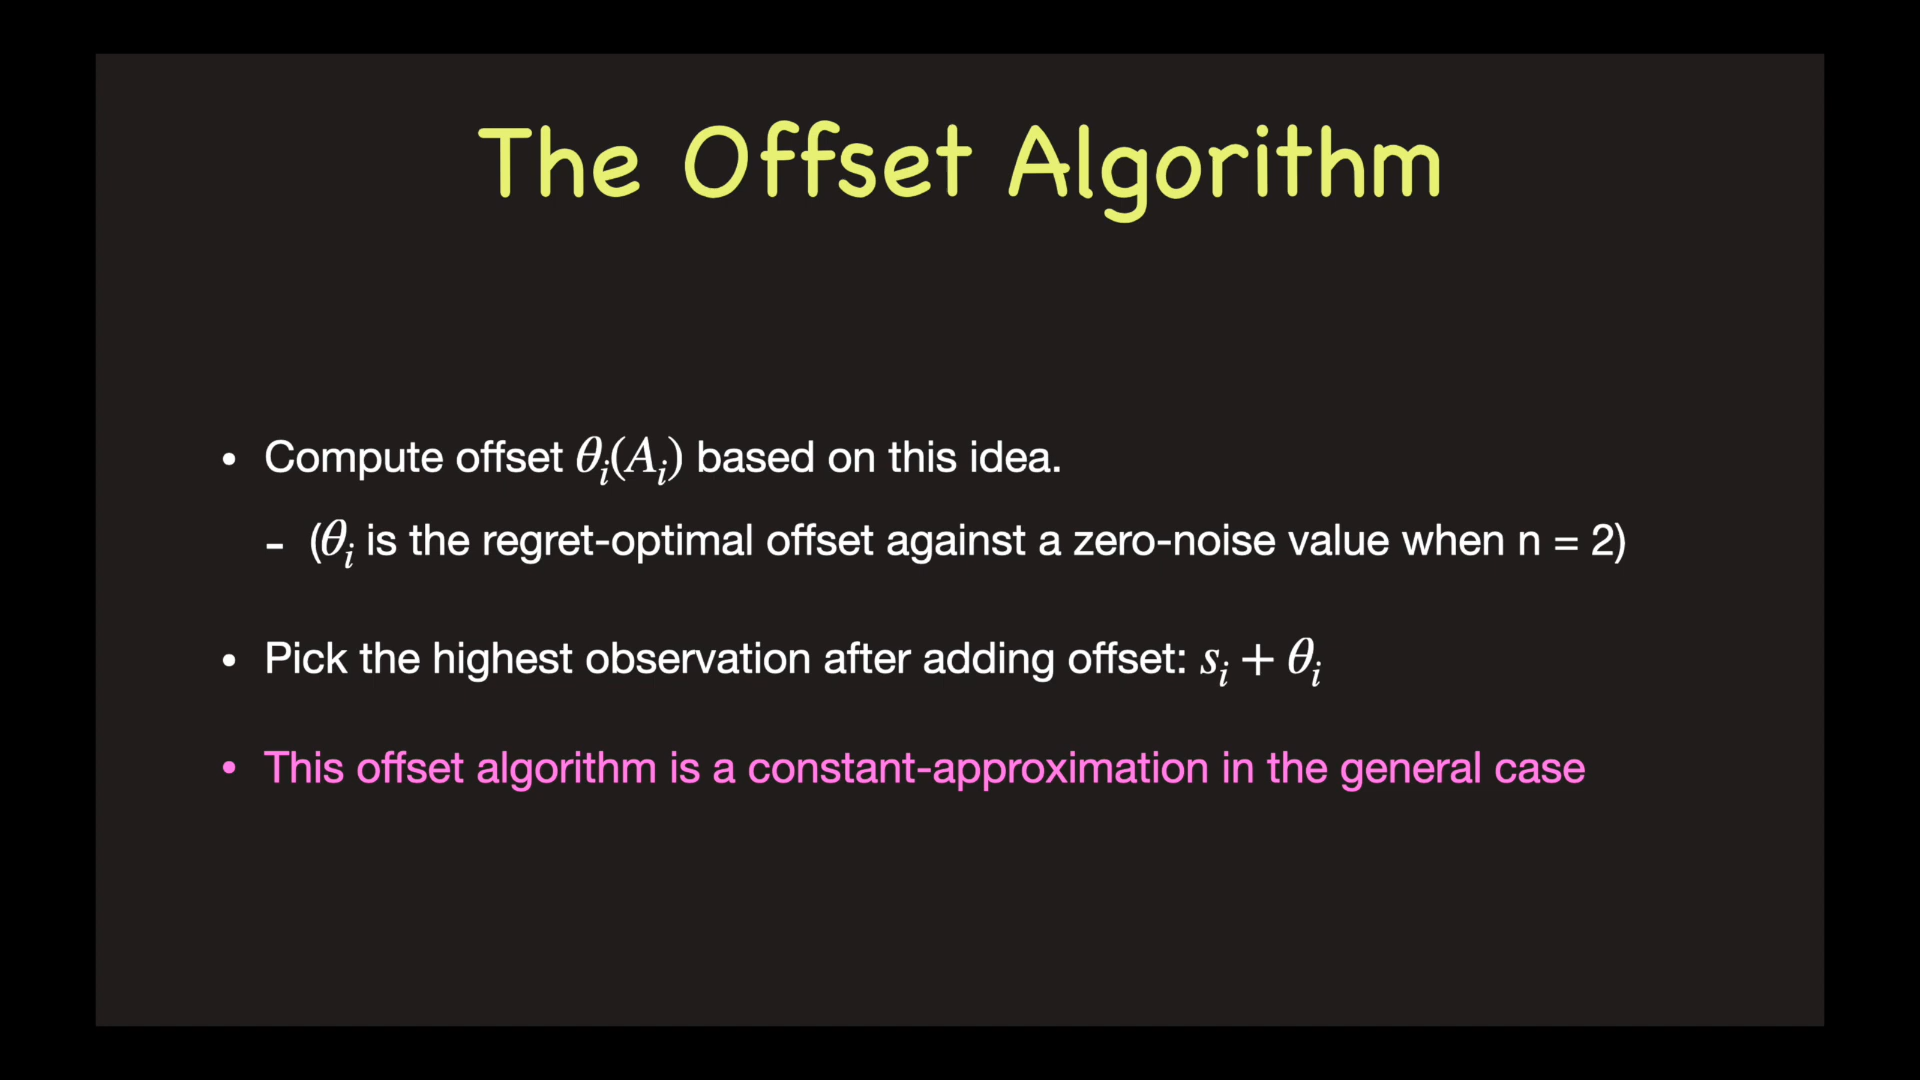 The Offset Algorithm
• Compute offset θᵢ(Aᵢ) based on this idea.
- (θᵢ is the regret-optimal offset against a zero-noise value when n = 2)
• Pick the highest observation after adding offset: sᵢ + θᵢ
• This offset algorithm is a constant-approximation in the general case